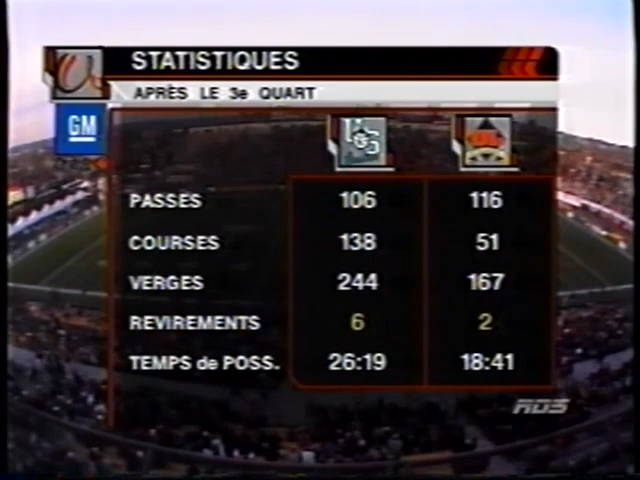 STATISTIQUES
APRÈS LE 3e QUART
GM
PASSES 106 116
COURSES 138 51
VERGES 244 167
REVIREMENTS 6 2
TEMPS de POSS. 26:19 18:41
RDS